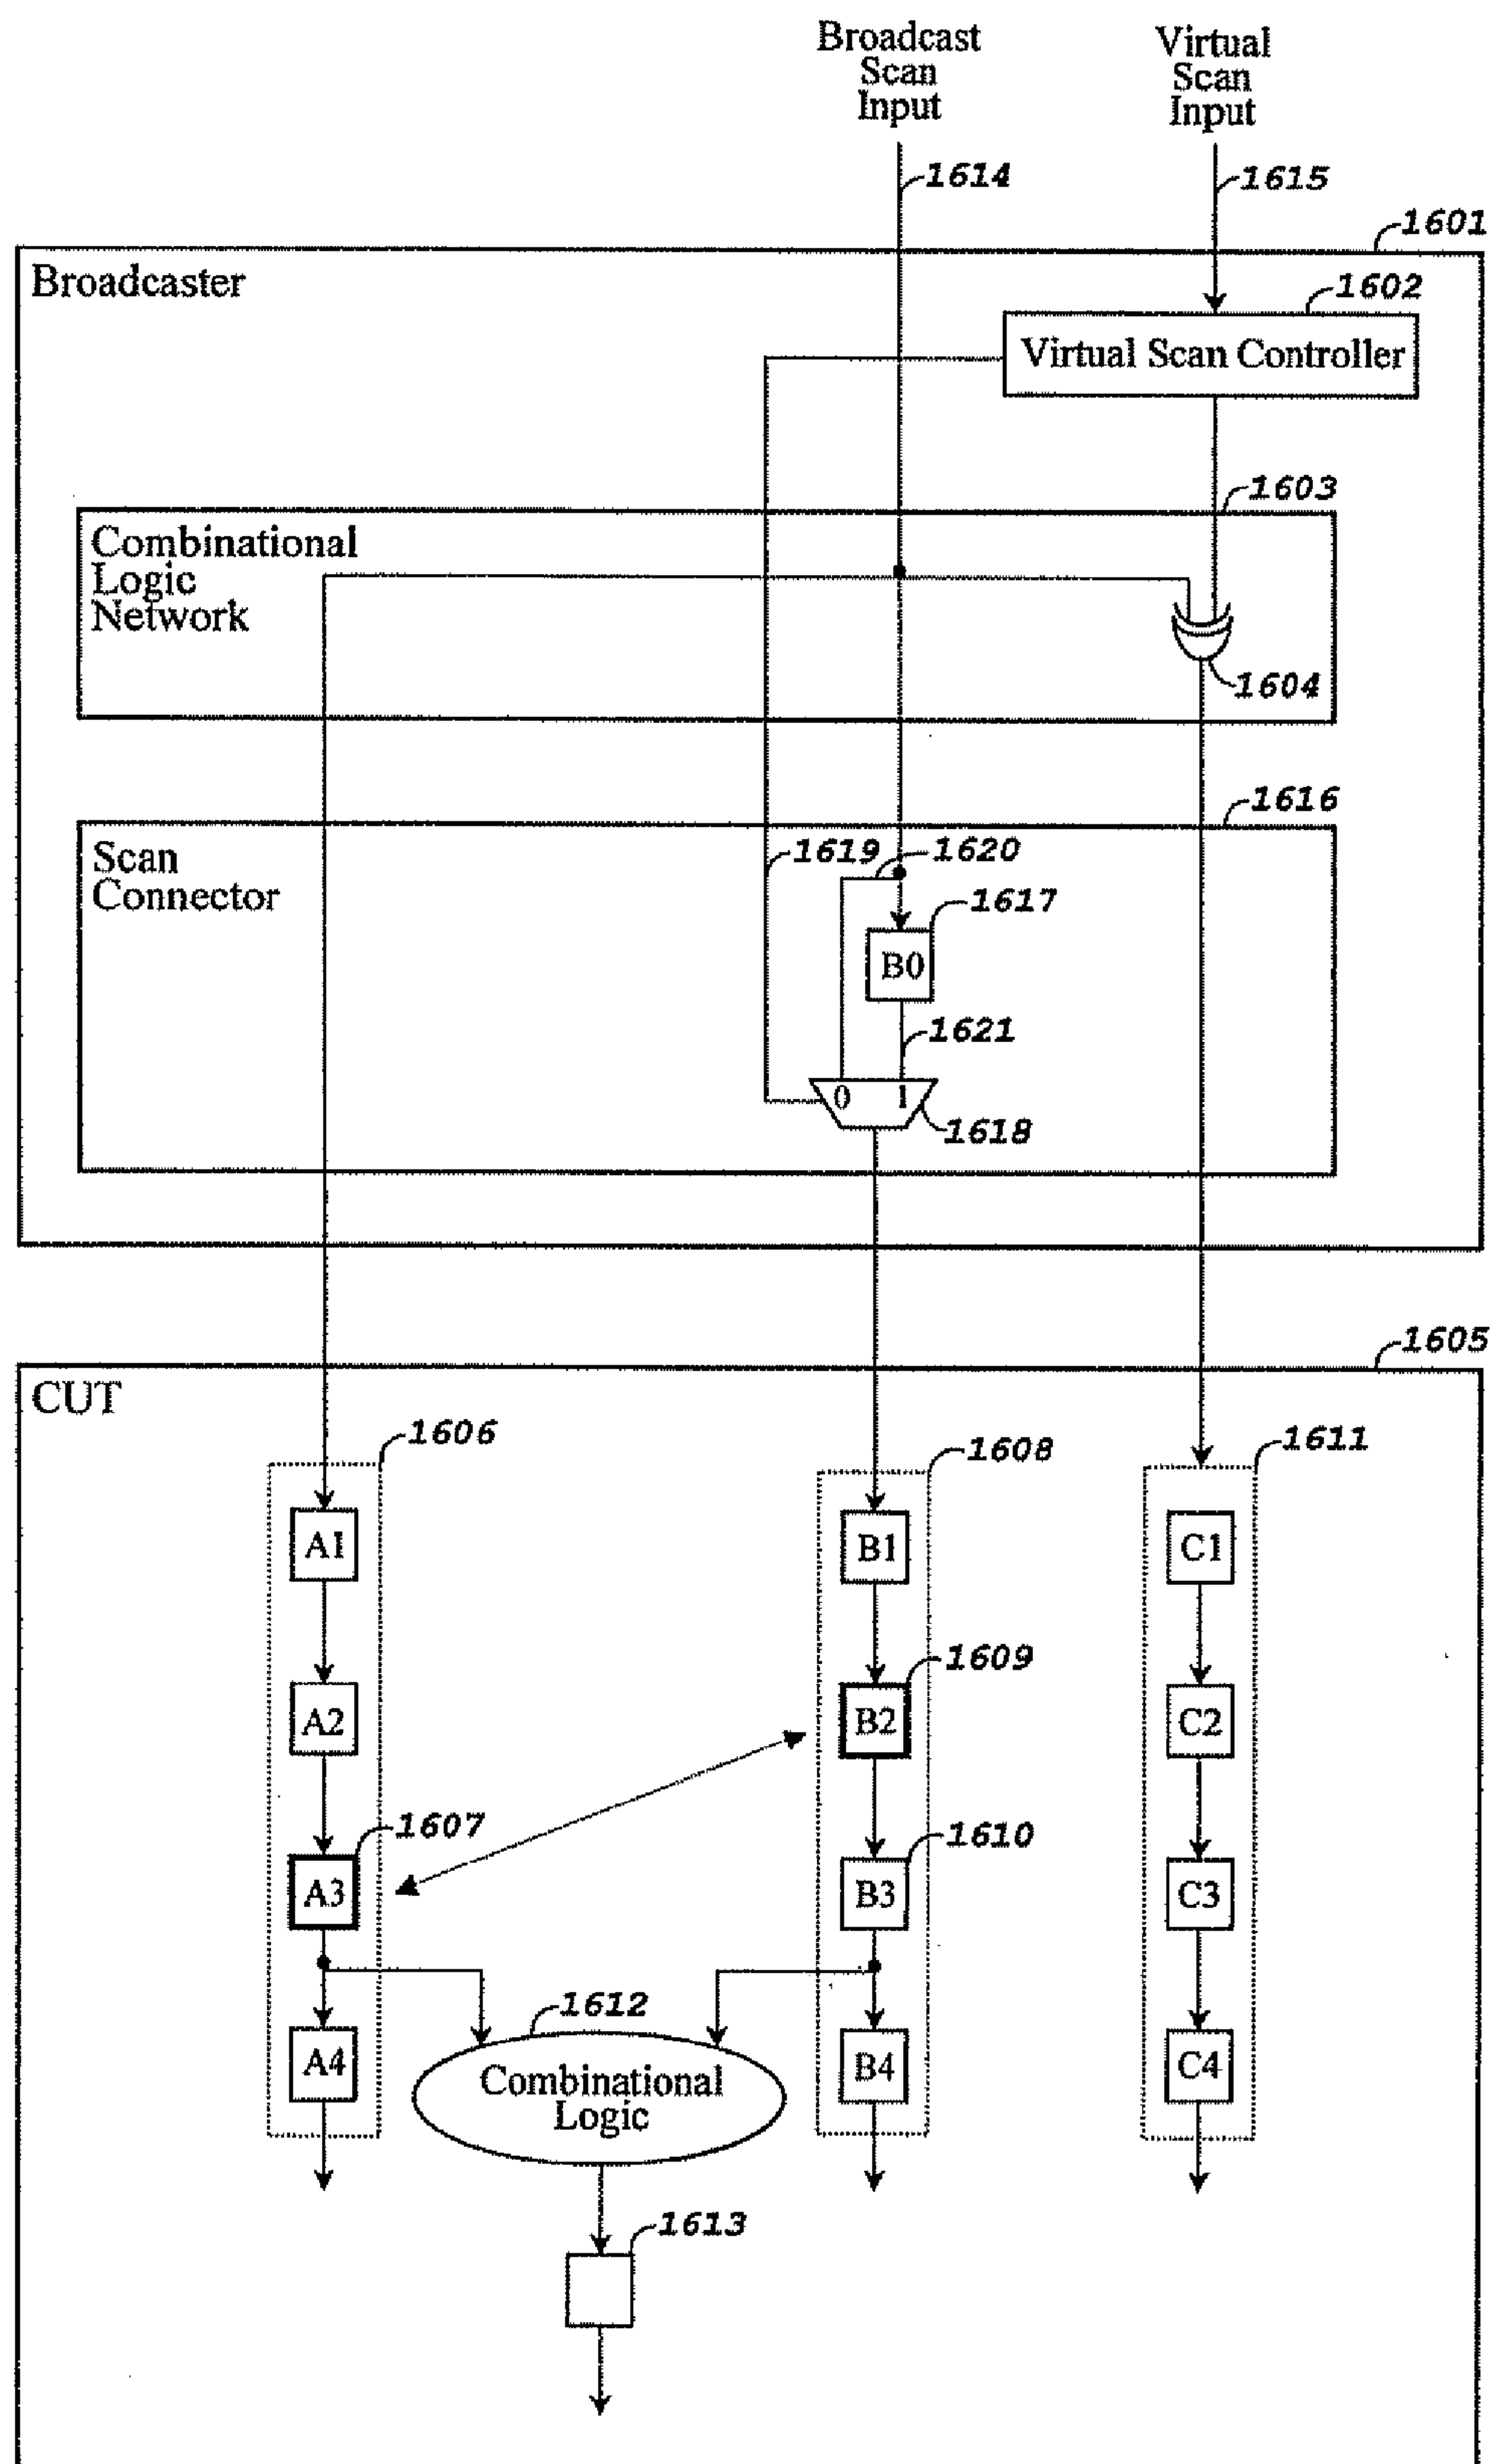 Broadcast
Scan
Input
Virtual
Scan
Input
1614
1615
1601
Broadcaster
1602
Virtual Scan Controller
1603
Combinational
Logic
Network
1604
1616
Scan
Connector
1619
1620
1617
B0
1621
0 1
1618
1605
CUT
1606
1608
1611
A1
B1
C1
1609
A2
B2
C2
1607
1610
A3
B3
C3
1612
A4
Combinational
Logic
B4
C4
1613